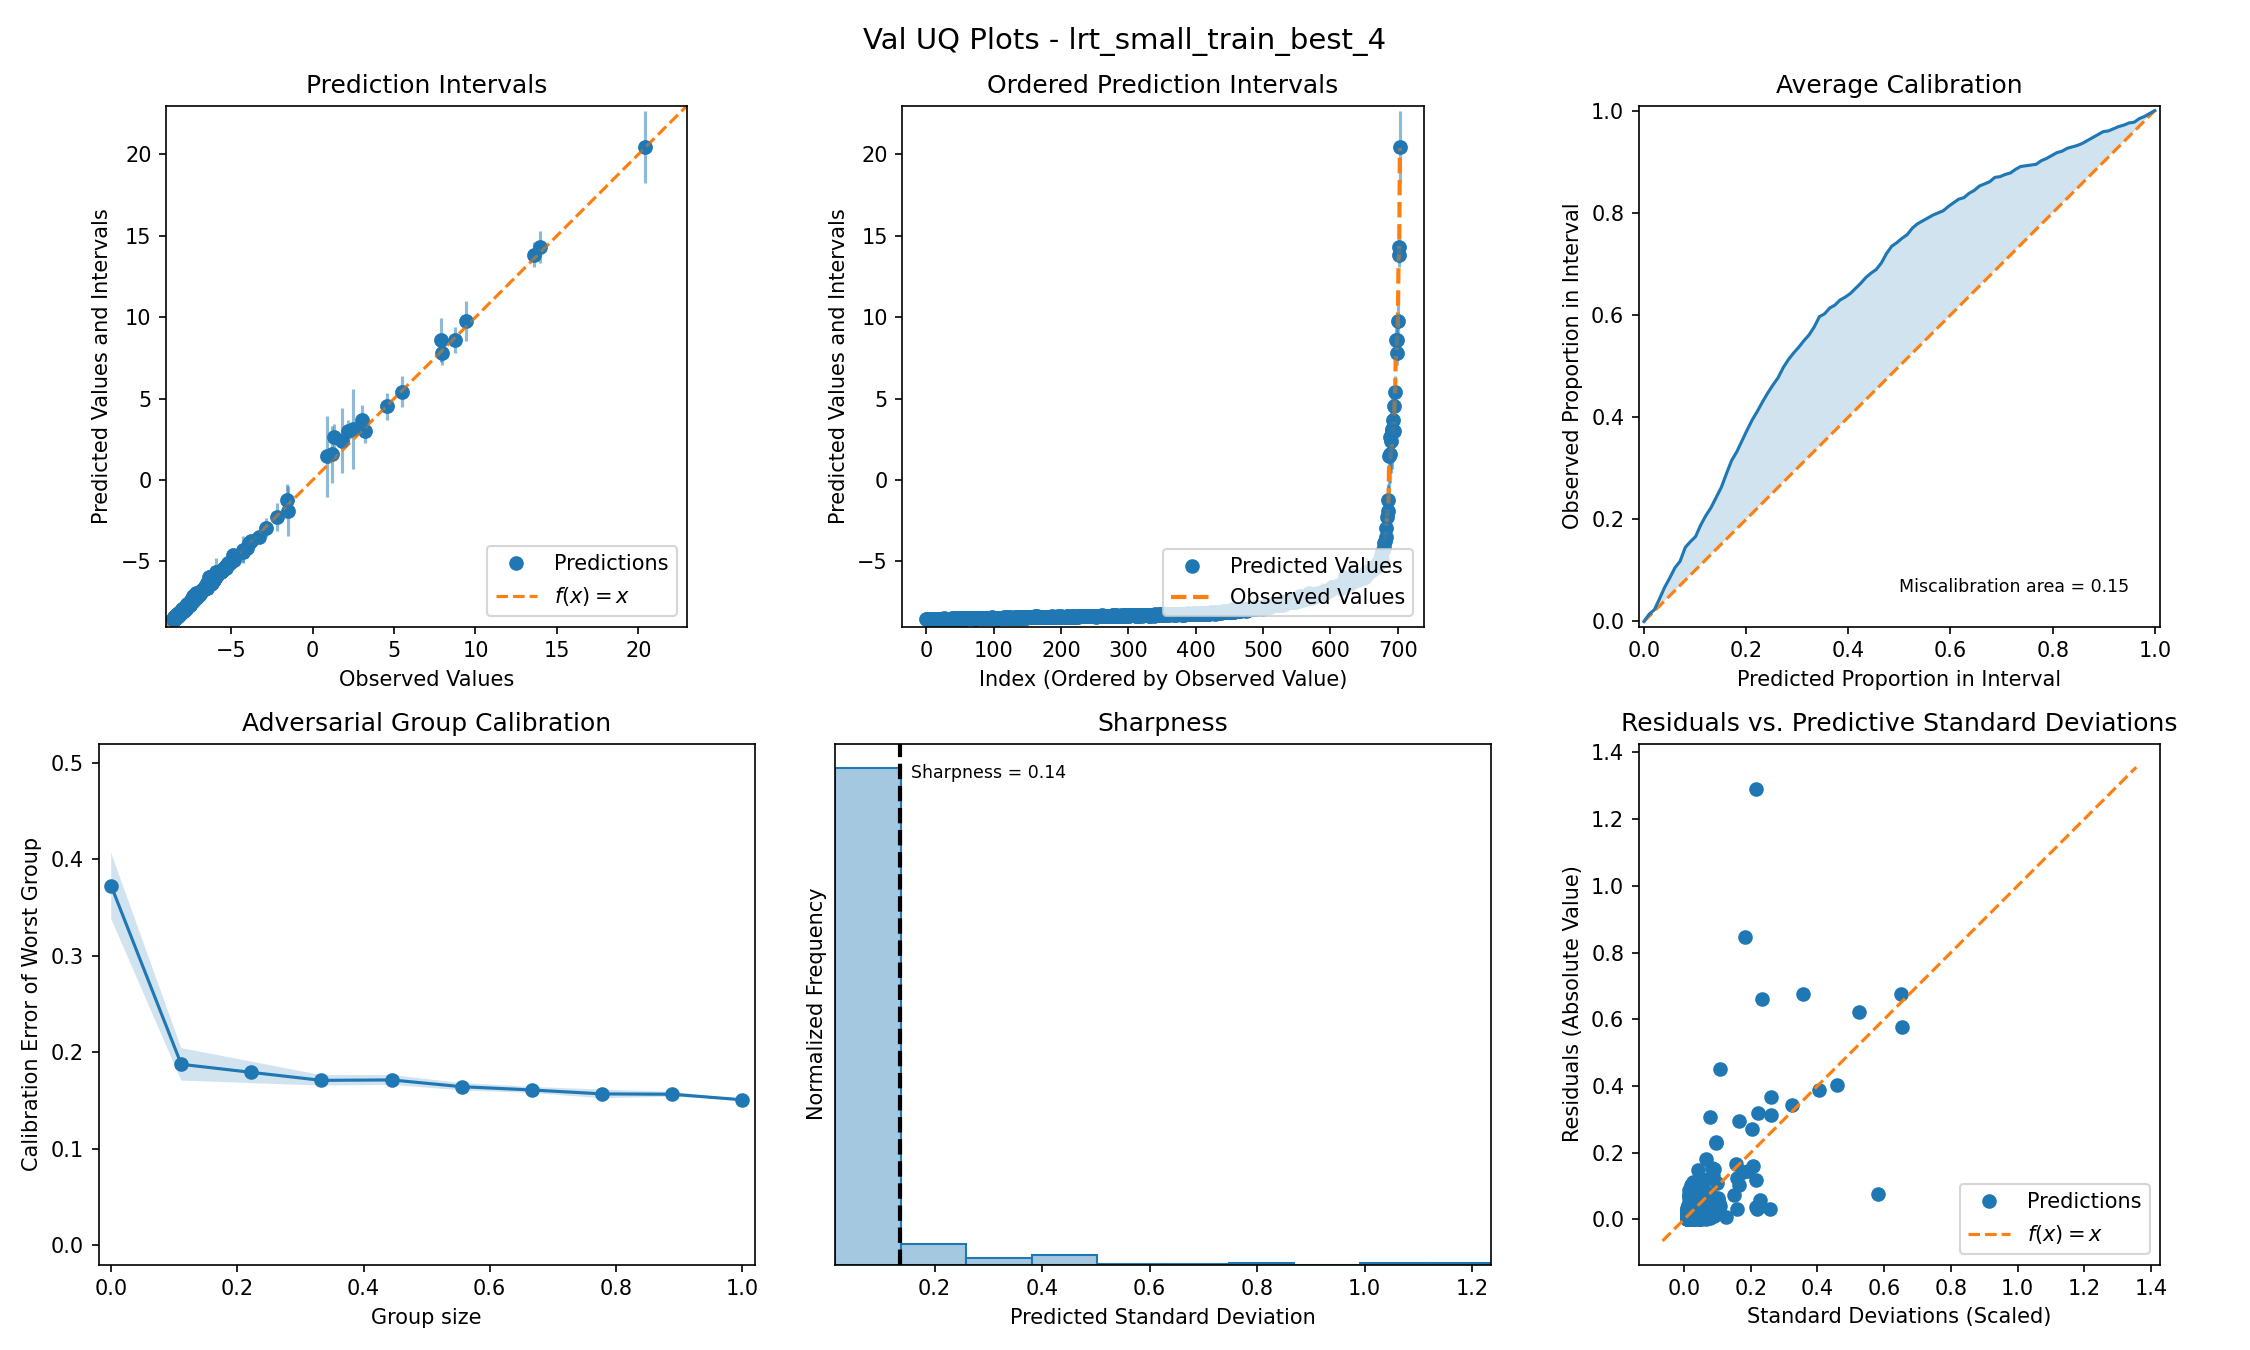 Val UQ Plots - lrt_small_train_best_4
Prediction Intervals
Predicted Values and Intervals
20
15
10
5
0
−5
−5 0 5 10 15 20
Observed Values
Predictions
f(x) = x
Ordered Prediction Intervals
Predicted Values and Intervals
20
15
10
5
0
−5
0 100 200 300 400 500 600 700
Index (Ordered by Observed Value)
Predicted Values
Observed Values
Average Calibration
Observed Proportion in Interval
1.0
0.8
0.6
0.4
0.2
0.0
0.0 0.2 0.4 0.6 0.8 1.0
Predicted Proportion in Interval
Miscalibration area = 0.15
Adversarial Group Calibration
Calibration Error of Worst Group
0.5
0.4
0.3
0.2
0.1
0.0
0.0 0.2 0.4 0.6 0.8 1.0
Group size
Sharpness
Normalized Frequency
Sharpness = 0.14
0.2 0.4 0.6 0.8 1.0 1.2
Predicted Standard Deviation
Residuals vs. Predictive Standard Deviations
Residuals (Absolute Value)
1.4
1.2
1.0
0.8
0.6
0.4
0.2
0.0
0.0 0.2 0.4 0.6 0.8 1.0 1.2 1.4
Standard Deviations (Scaled)
Predictions
f(x) = x